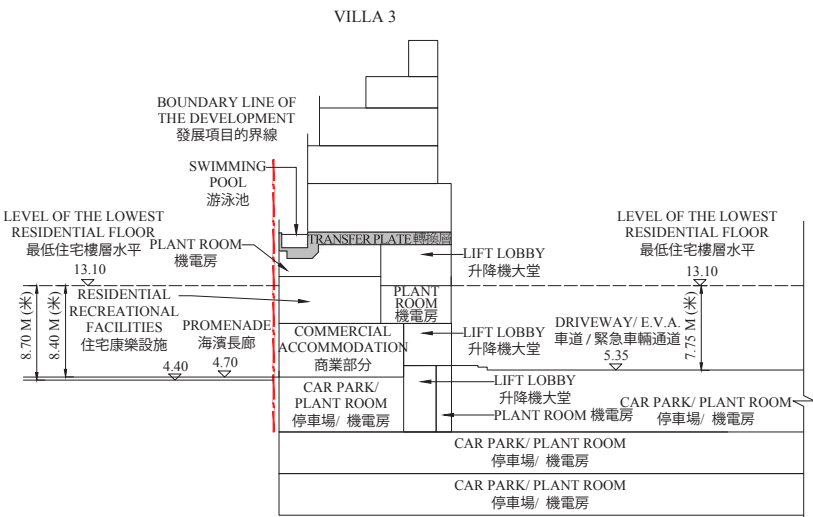 VILLA 3
BOUNDARY LINE OF
THE DEVELOPMENT
發展項目的界線
SWIMMING
POOL
游泳池
LEVEL OF THE LOWEST
RESIDENTIAL FLOOR
最低住宅樓層水平
13.10
PLANT ROOM
機電房
TRANSFER PLATE 轉換層
LIFT LOBBY
升降機大堂
LEVEL OF THE LOWEST
RESIDENTIAL FLOOR
最低住宅樓層水平
13.10
8.70 M (米)
8.40 M (米)
RESIDENTIAL
RECREATIONAL
FACILITIES
住宅康樂設施
PROMENADE
海濱長廊
4.40
4.70
PLANT
ROOM
機電房
COMMERCIAL
ACCOMMODATION
商業部分
LIFT LOBBY
升降機大堂
DRIVEWAY/ E.V.A.
車道 / 緊急車輛通道
5.35
7.75 M (米)
CAR PARK/
PLANT ROOM
停車場/ 機電房
LIFT LOBBY
升降機大堂
PLANT ROOM 機電房
CAR PARK/ PLANT ROOM
停車場/ 機電房
CAR PARK/ PLANT ROOM
停車場/ 機電房
CAR PARK/ PLANT ROOM
停車場/ 機電房